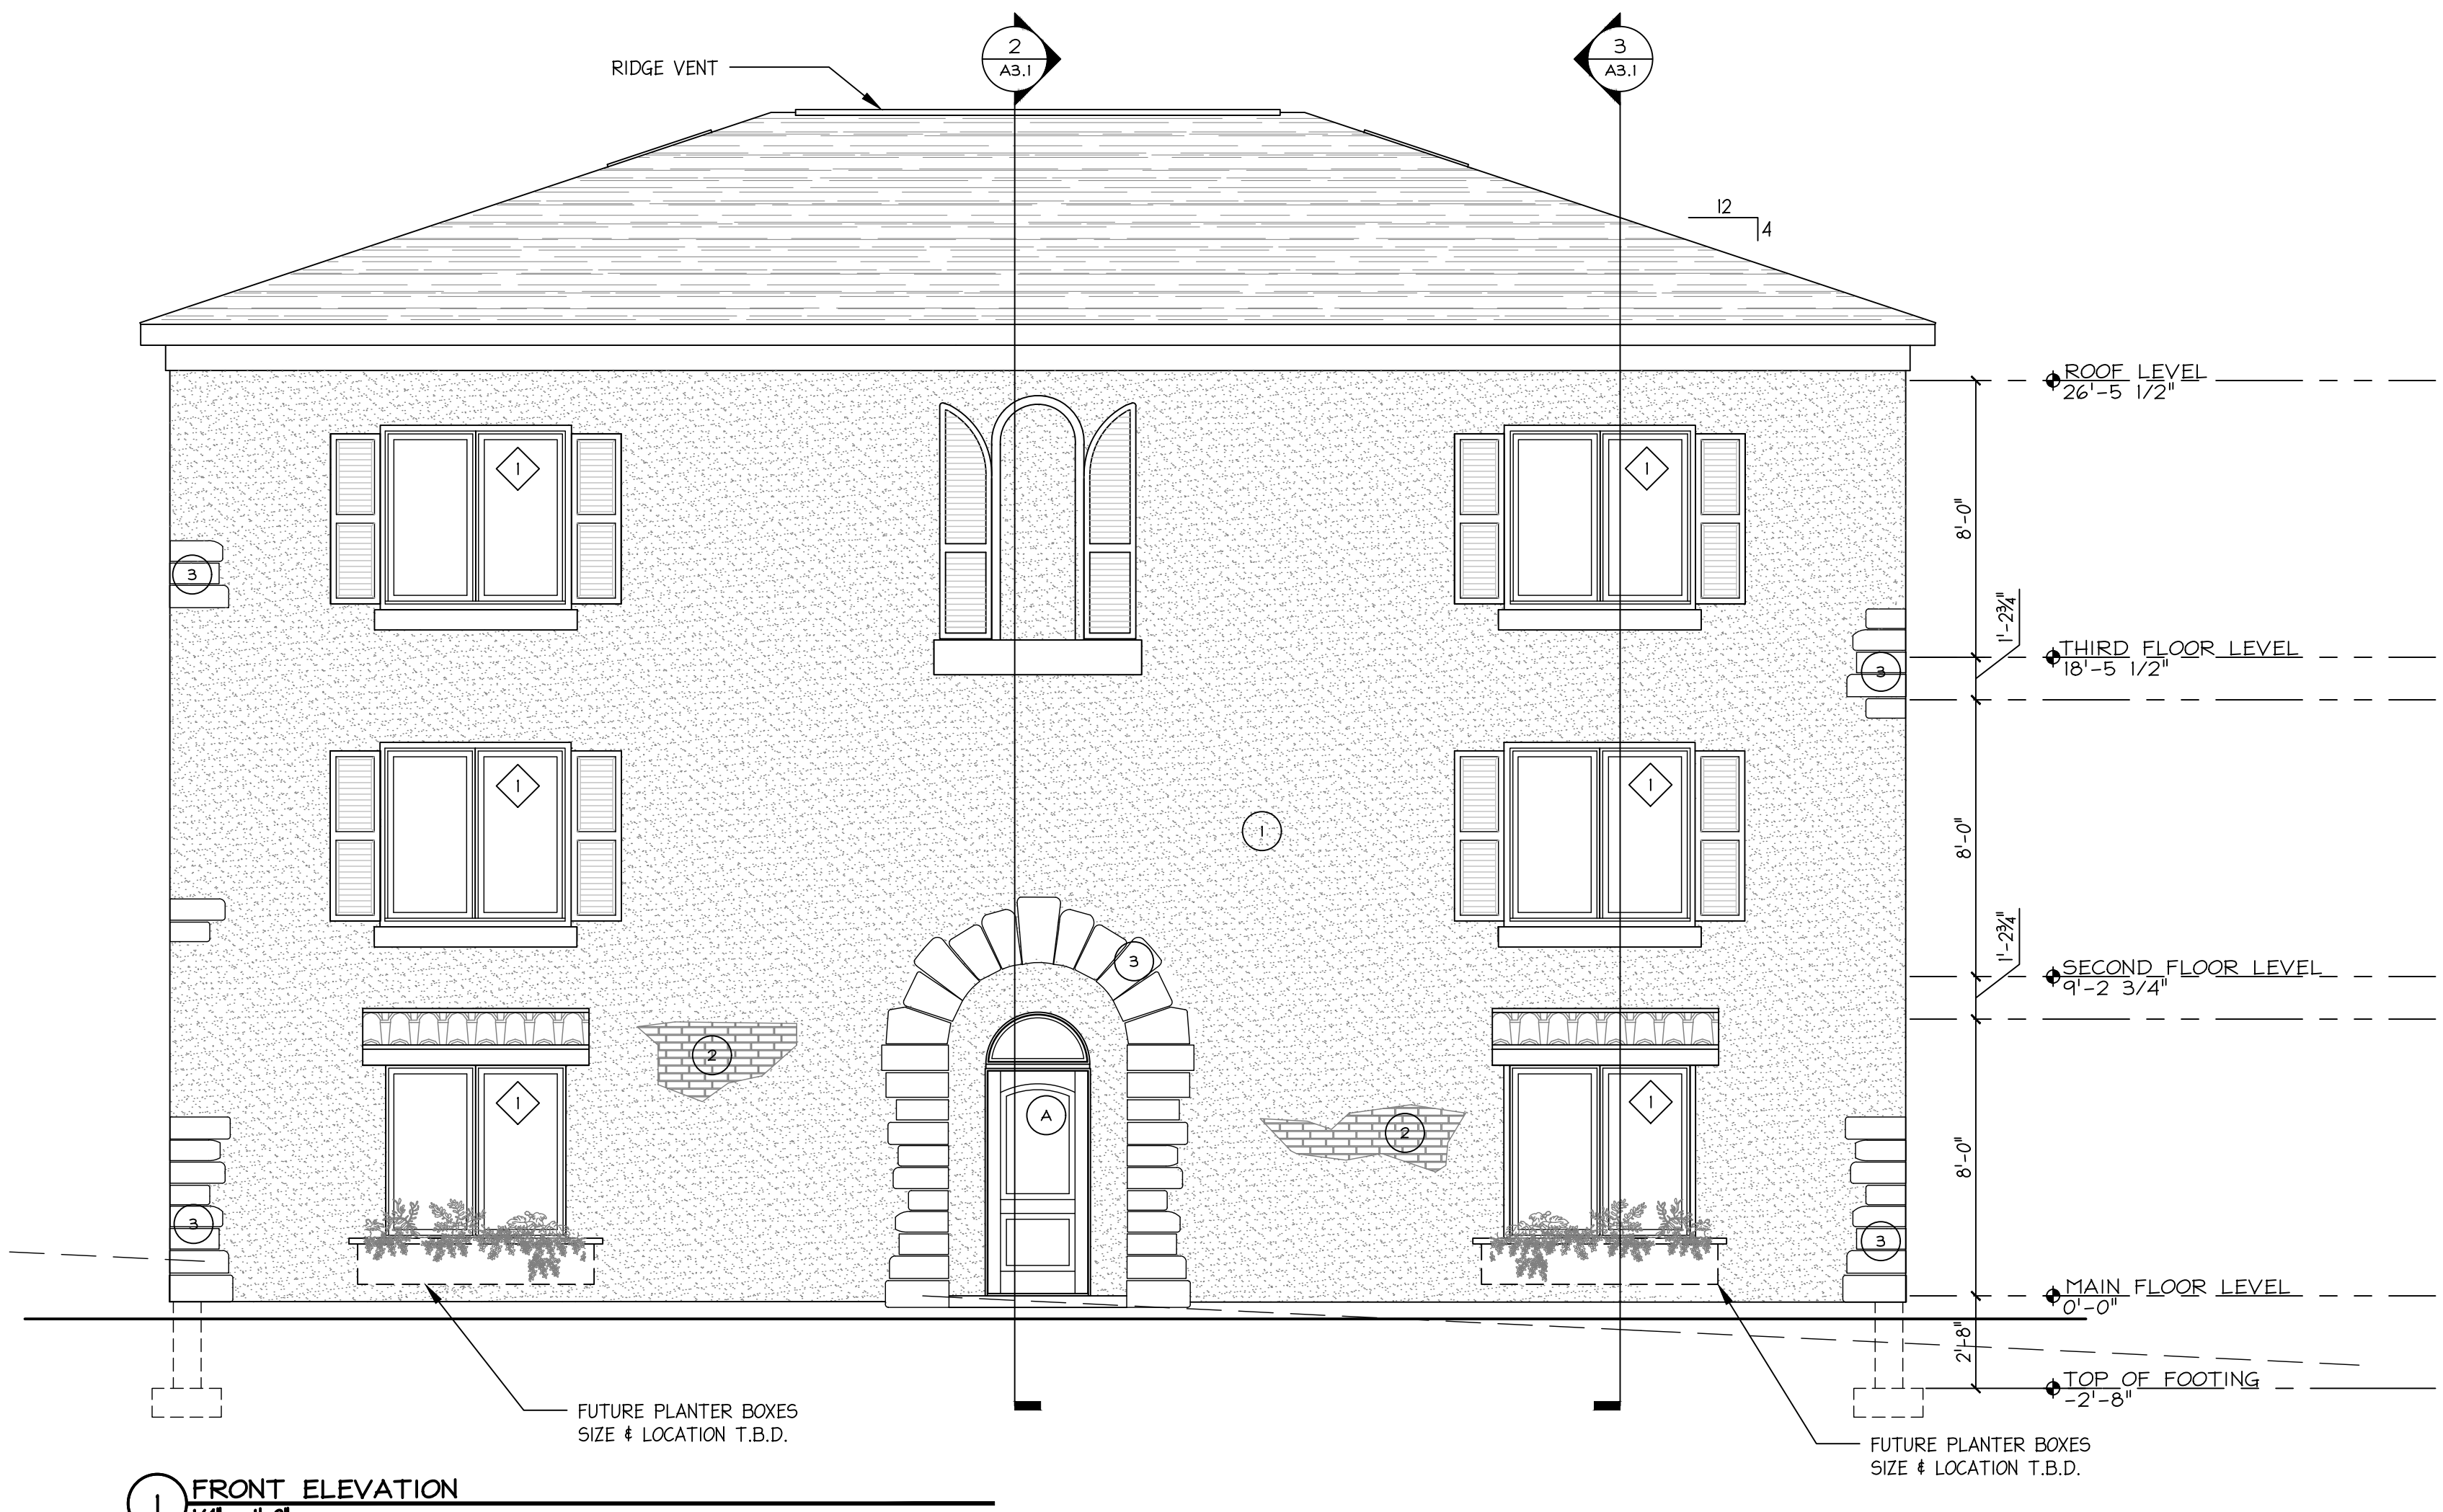 2
A3.1
3
A3.1
RIDGE VENT
12
4
ROOF LEVEL
26'-5 1/2"
1
1
8'-0"
3
1'-2¾"
THIRD FLOOR LEVEL
18'-5 1/2"
3
1
1
1
8'-0"
1'-2¾"
3
SECOND FLOOR LEVEL
9'-2 3/4"
2
1
A
1
2
8'-0"
3
3
MAIN FLOOR LEVEL
0'-0"
2'-8"
TOP OF FOOTING
-2'-8"
FUTURE PLANTER BOXES
SIZE & LOCATION T.B.D.
FUTURE PLANTER BOXES
SIZE & LOCATION T.B.D.
1
FRONT ELEVATION